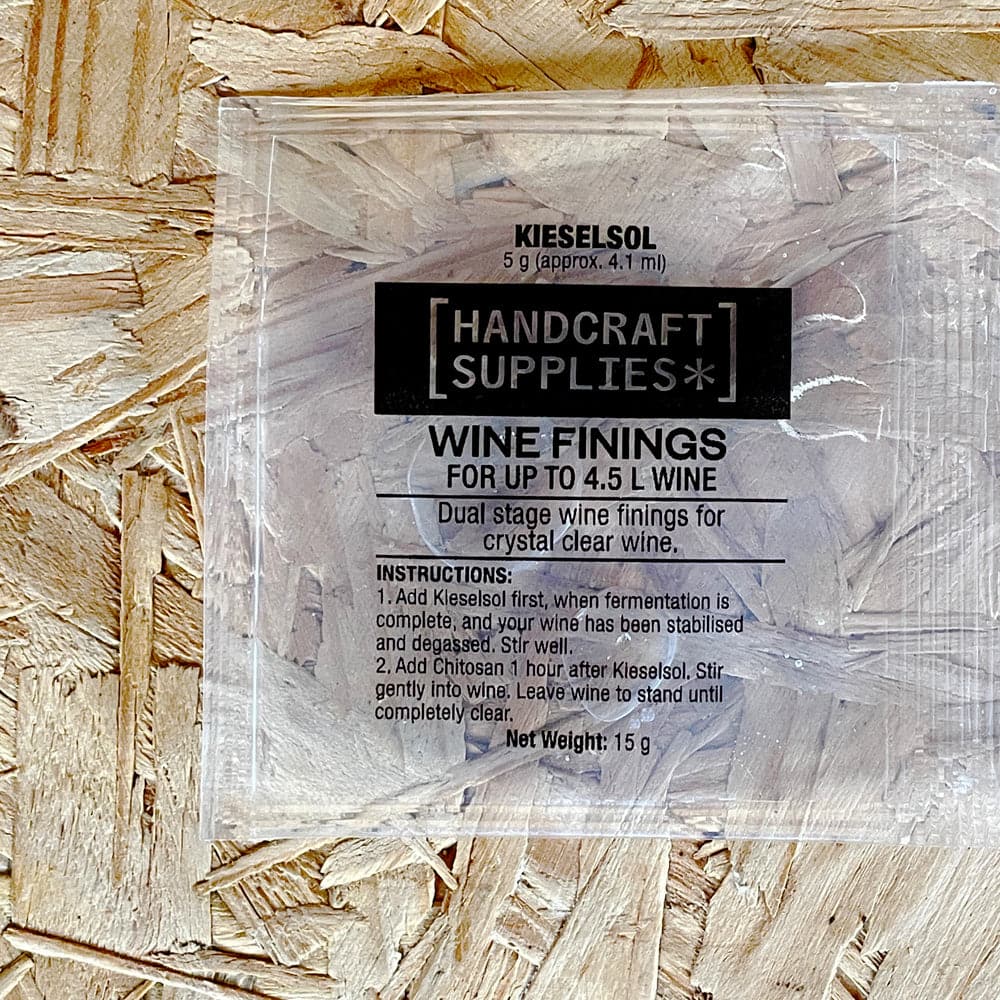 KIESELSOL
5 g (approx. 4.1 ml)
[HANDCRAFT
SUPPLIES*]
WINE FININGS
FOR UP TO 4.5 L WINE
Dual stage wine finings for
crystal clear wine.
INSTRUCTIONS:
1. Add Kieselsol first, when fermentation is
complete, and your wine has been stabilised
and degassed. Stir well.
2. Add Chitosan 1 hour after Kieselsol. Stir
gently into wine. Leave wine to stand until
completely clear.
Net Weight: 15 g